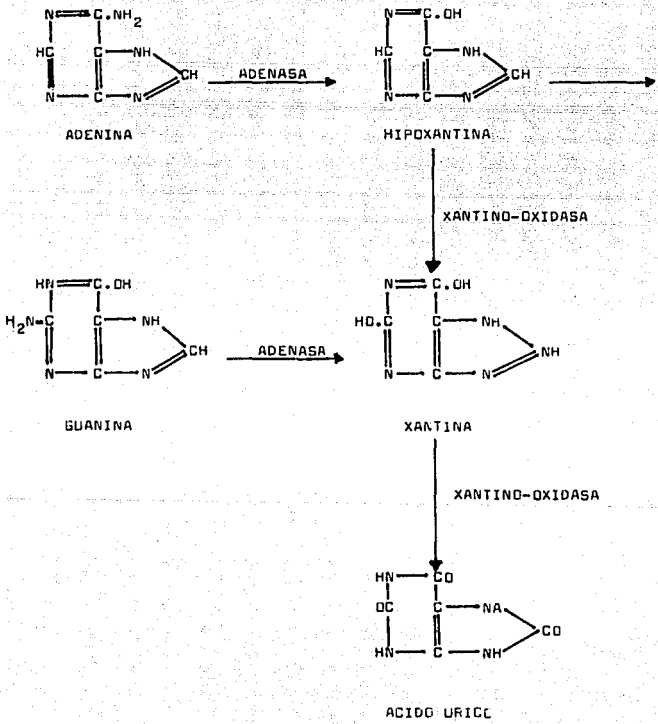 N C.NH2 N C.OH
HC C NH CH ADENASA HC C NH CH
N C N N C N
ADENINA HIPOXANTINA
XANTINO-OXIDASA
HN C.OH N C.OH
H2N-C C NH HO.C C NH
CH ADENASA NH
N C N N C N
GUANINA XANTINA
XANTINO-OXIDASA
HN CO
OC C NA
CO
HN C NH
ACIDO URICO